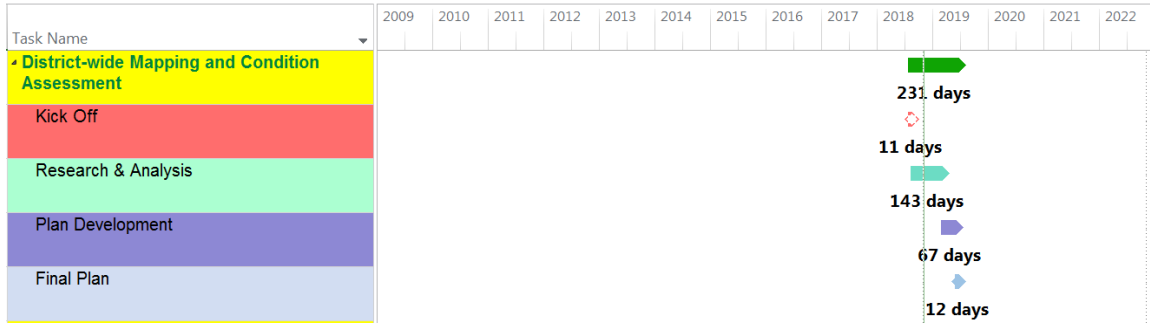 2009 2010 2011 2012 2013 2014 2015 2016 2017 2018 2019 2020 2021 2022
Task Name
District-wide Mapping and Condition
Assessment
231 days
Kick Off
11 days
Research & Analysis
143 days
Plan Development
67 days
Final Plan
12 days